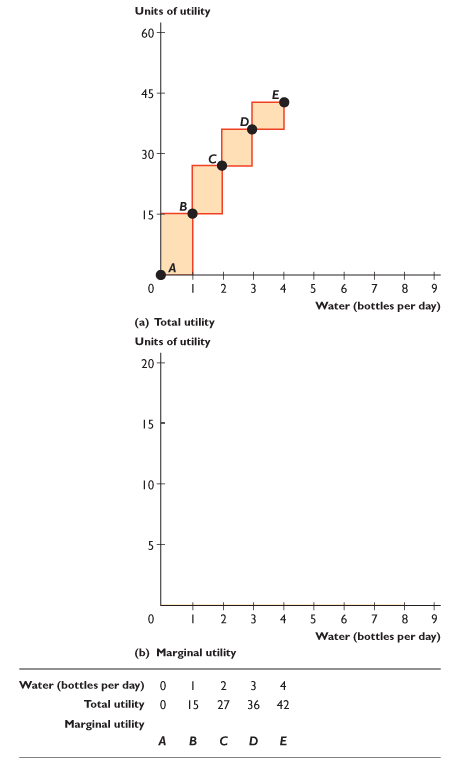 Units of utility
60
45
30
15
E
D
C
B
A
0 1 2 3 4 5 6 7 8 9
Water (bottles per day)
(a) Total utility
Units of utility
20
15
10
5
0 1 2 3 4 5 6 7 8 9
Water (bottles per day)
(b) Marginal utility
Water (bottles per day) 0 1 2 3 4
Total utility 0 15 27 36 42
Marginal utility
A B C D E